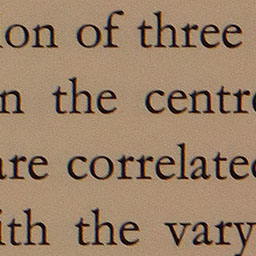 ion of three
n the centre
are correlated
ith the vary